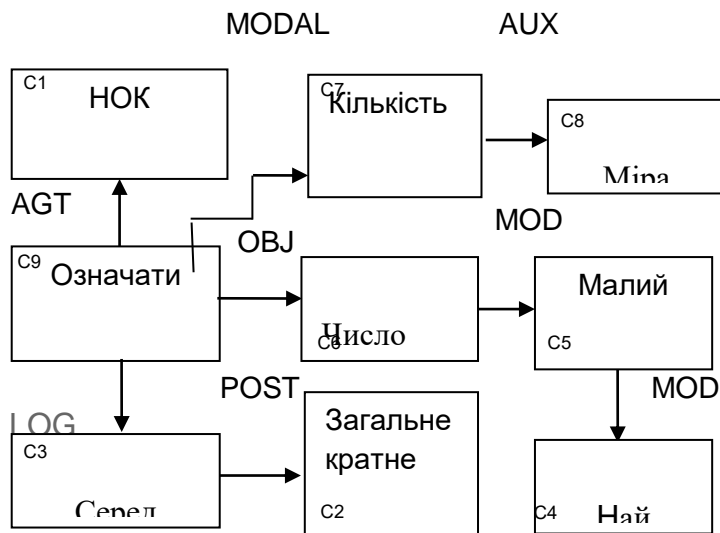 MODAL AUX
C1
НОК
C7
Кількість
C8
Міра
AGT
MOD
C9
Означати
OBJ
Число
C6
Малий
C5
POST
MOD
LOG
C3
Серед
Загальне
кратне
C2
C4
Най